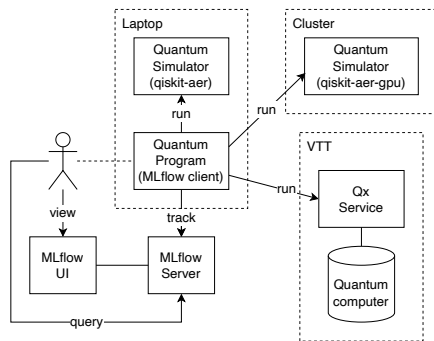 Laptop
Quantum
Simulator
(qiskit-aer)
run
Quantum
Program
(MLflow client)
track
Cluster
Quantum
Simulator
(qiskit-aer-gpu)
run
run
VTT
Qx
Service
Quantum
computer
view
MLflow
UI
MLflow
Server
query